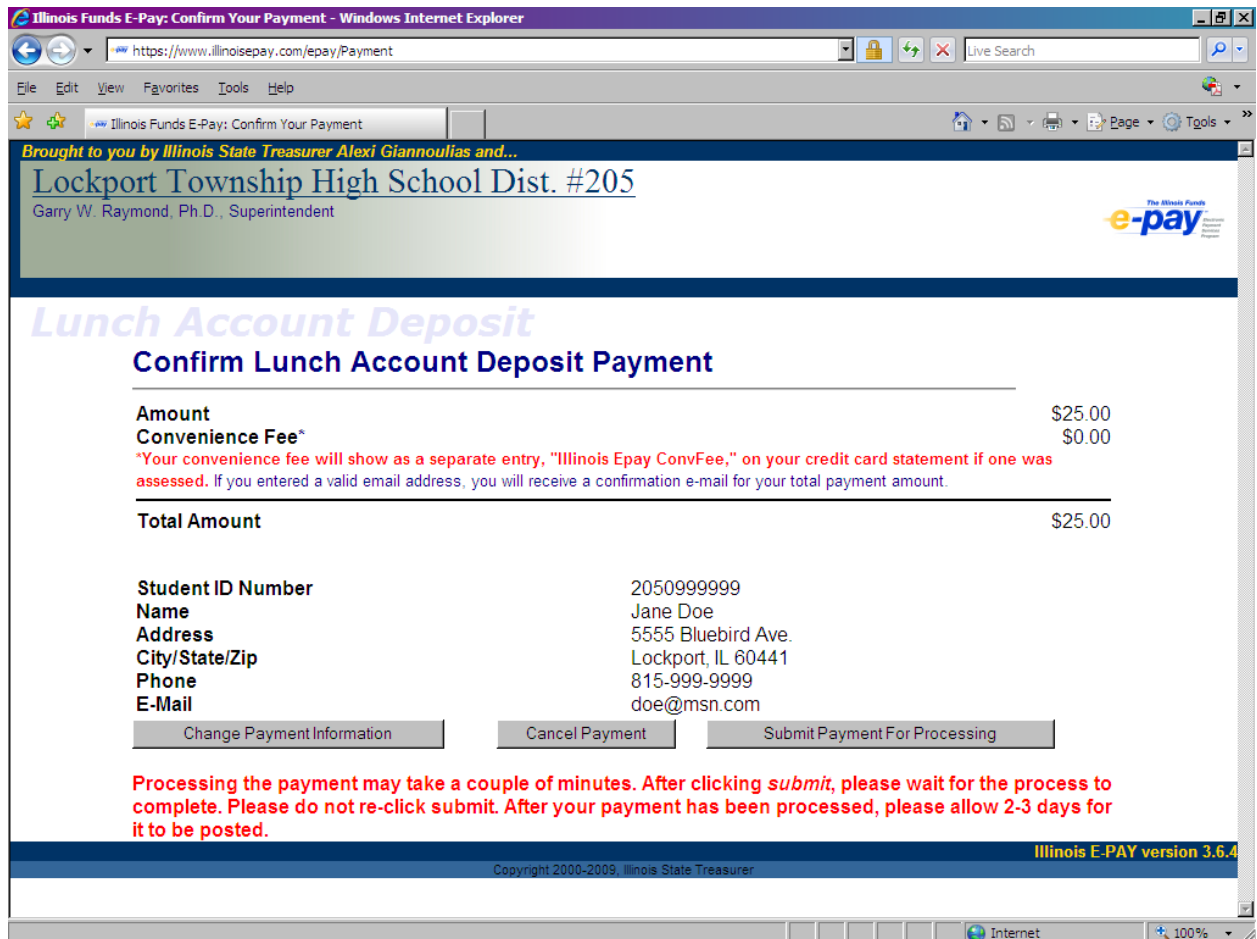 Illinois Funds E-Pay: Confirm Your Payment - Windows Internet Explorer
https://www.illinoisepay.com/epay/Payment
Live Search
File Edit View Favorites Tools Help
Illinois Funds E-Pay: Confirm Your Payment
Page Tools »
Brought to you by Illinois State Treasurer Alexi Giannoulias and...
Lockport Township High School Dist. #205
Garry W. Raymond, Ph.D., Superintendent
The Illinois Funds
e-pay
Electronic
Payment
Services
Program
Lunch Account Deposit
Confirm Lunch Account Deposit Payment
Amount $25.00
Convenience Fee* $0.00
*Your convenience fee will show as a separate entry, "Illinois Epay ConvFee," on your credit card statement if one was
assessed. If you entered a valid email address, you will receive a confirmation e-mail for your total payment amount.
Total Amount $25.00
Student ID Number 2050999999
Name Jane Doe
Address 5555 Bluebird Ave.
City/State/Zip Lockport, IL 60441
Phone 815-999-9999
E-Mail doe@msn.com
Change Payment Information Cancel Payment Submit Payment For Processing
Processing the payment may take a couple of minutes. After clicking submit, please wait for the process to
complete. Please do not re-click submit. After your payment has been processed, please allow 2-3 days for
it to be posted.
Illinois E-PAY version 3.6.4
Copyright 2000-2009, Illinois State Treasurer
Internet 100%